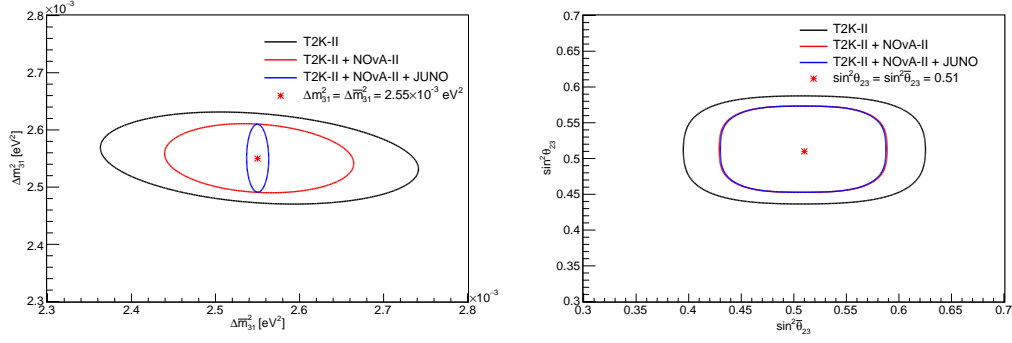 ×10⁻³
2.8
2.7
2.6
2.5
2.4
2.3
Δm²₃₁ [eV²]
T2K-II
T2K-II + NOνA-II
T2K-II + NOνA-II + JUNO
Δm²₃₁ = Δm̅²₃₁ = 2.55×10⁻³ eV²
2.3 2.4 2.5 2.6 2.7 2.8
×10⁻³
Δm̅²₃₁ [eV²]
0.7
0.65
0.6
0.55
0.5
0.45
0.4
0.35
0.3
sin²θ₂₃
T2K-II
T2K-II + NOνA-II
T2K-II + NOνA-II + JUNO
sin²θ₂₃ = sin²θ̅₂₃ = 0.51
0.3 0.35 0.4 0.45 0.5 0.55 0.6 0.65 0.7
sin²θ̅₂₃